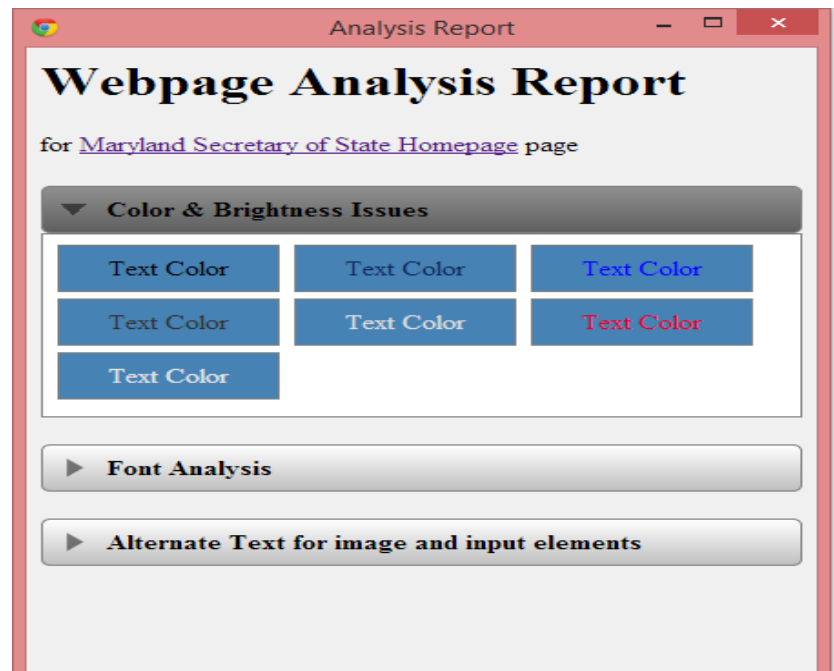 Analysis Report
Webpage Analysis Report
for Maryland Secretary of State Homepage page
Color & Brightness Issues
Text Color Text Color Text Color
Text Color Text Color Text Color
Text Color
Font Analysis
Alternate Text for image and input elements